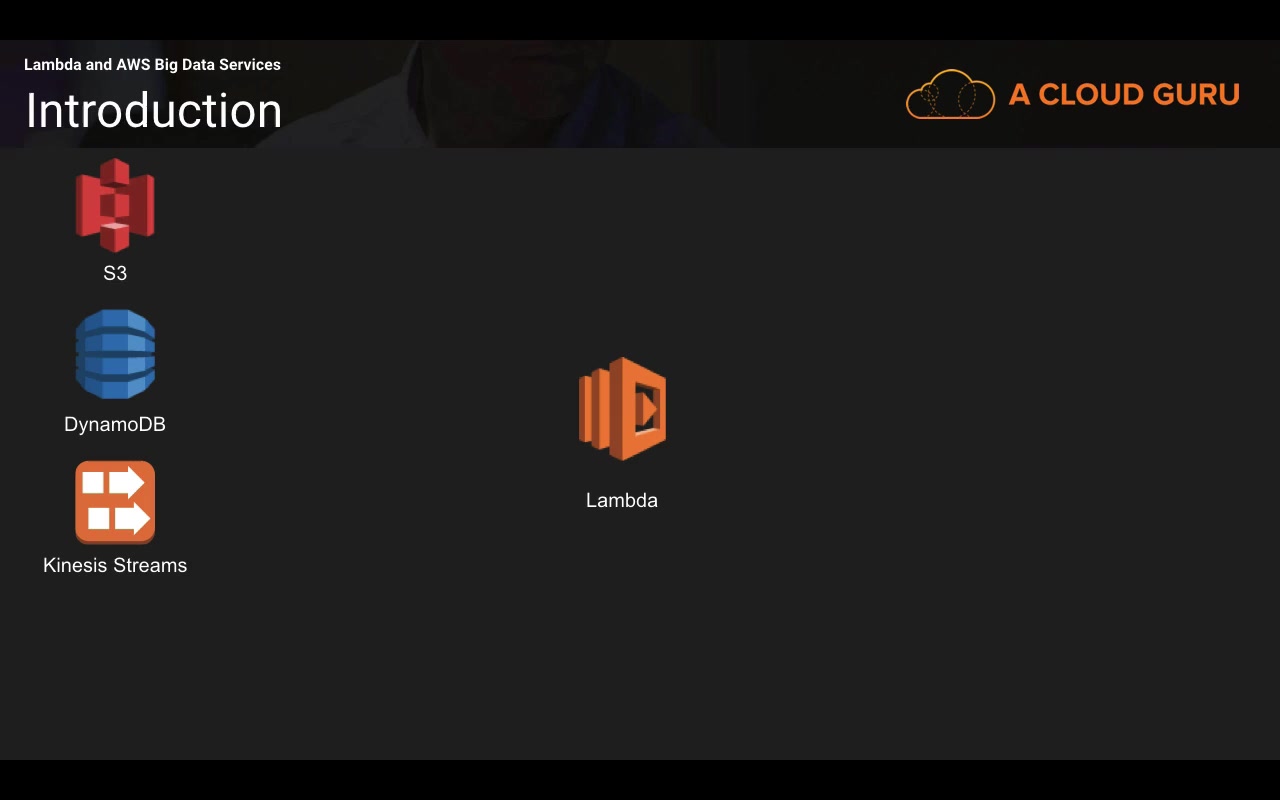 Lambda and AWS Big Data Services
Introduction
A CLOUD GURU
S3
DynamoDB
Kinesis Streams
Lambda